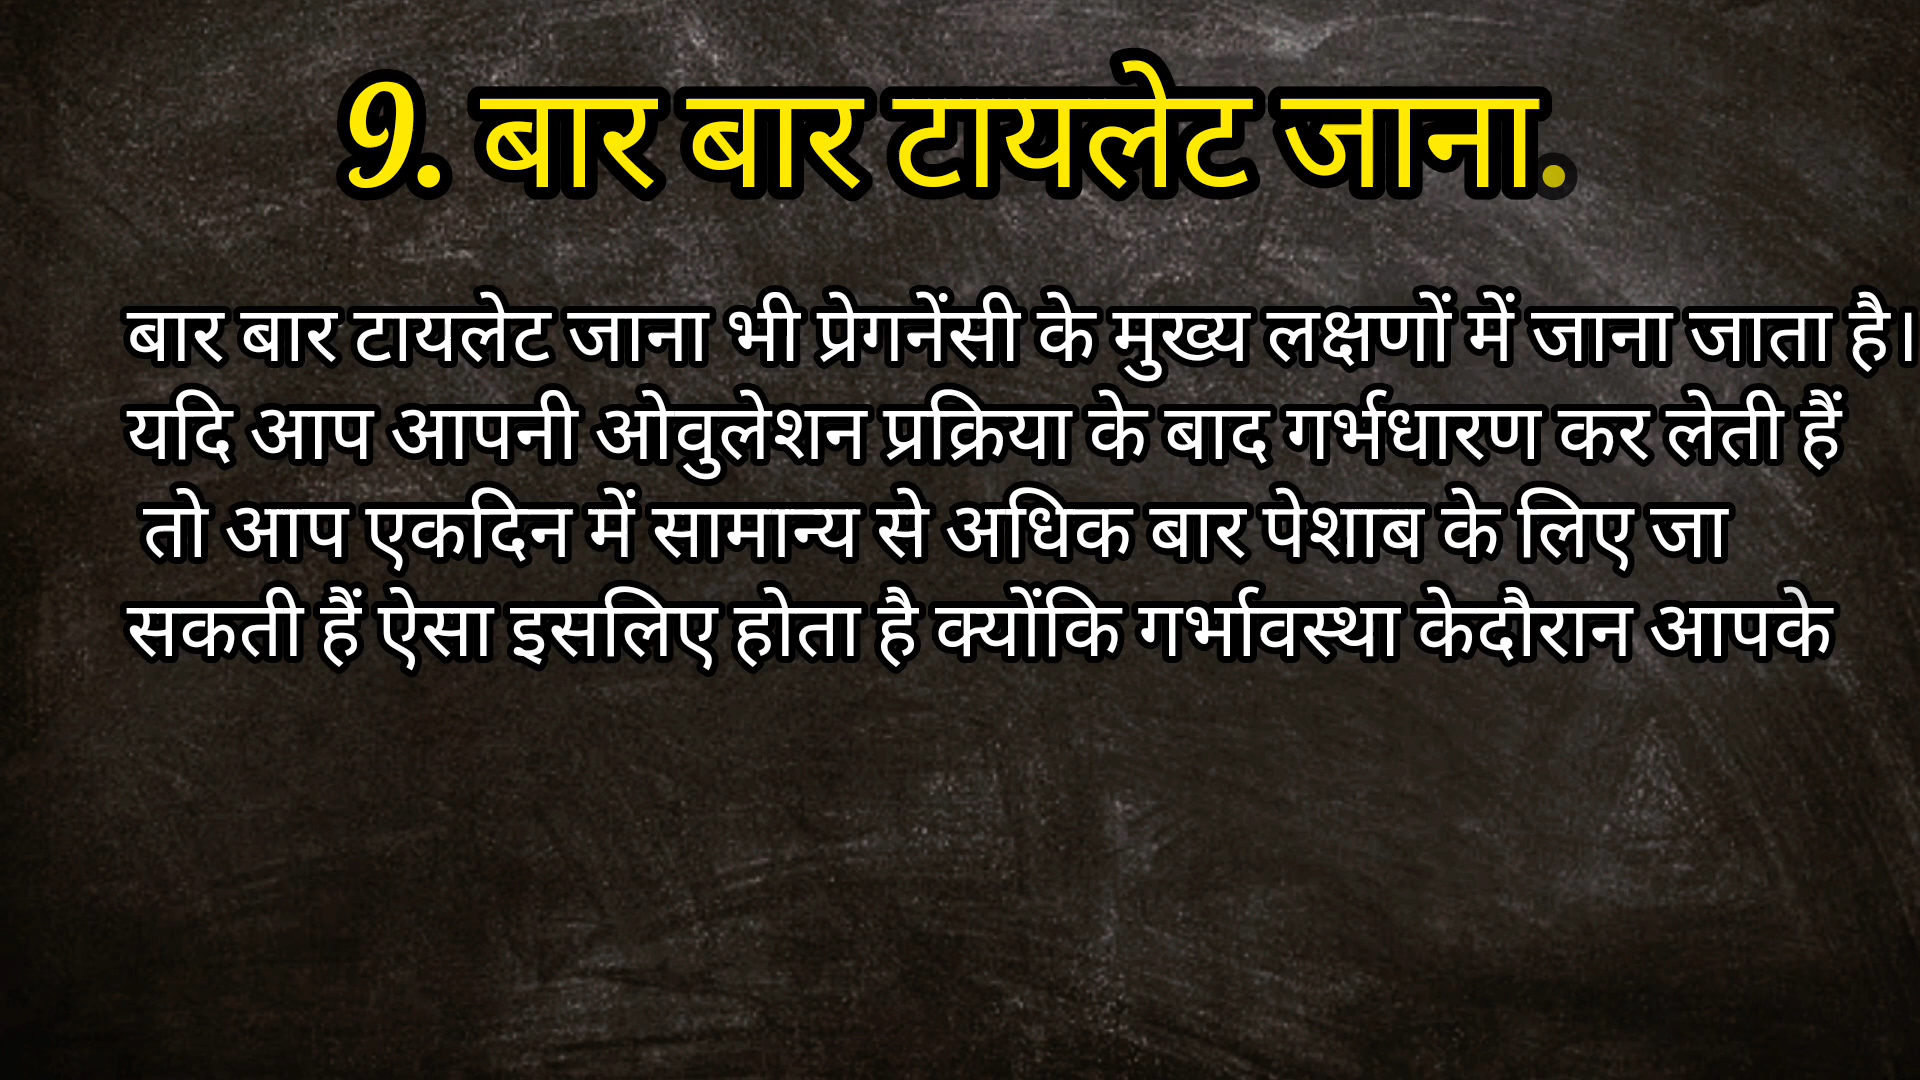 9. बार बार टायलेट जाना.
बार बार टायलेट जाना भी प्रेगनेंसी के मुख्य लक्षणों में जाना जाता है।
यदि आप आपनी ओवुलेशन प्रक्रिया के बाद गर्भधारण कर लेती हैं
तो आप एकदिन में सामान्य से अधिक बार पेशाब के लिए जा
सकती हैं ऐसा इसलिए होता है क्योंकि गर्भावस्था केदौरान आपके